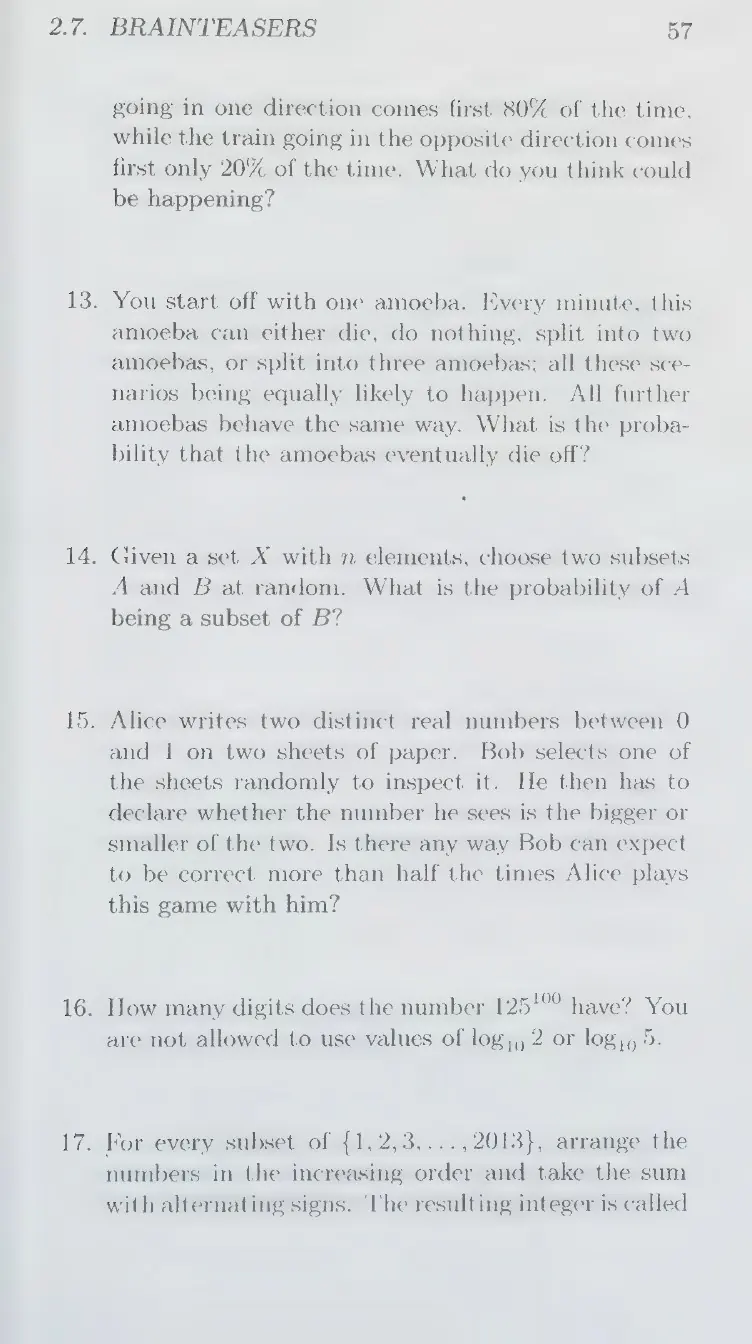 2.7. BRAINTEASERS 57
going in one direction comes first 80% of the time,
while the train going in the opposite direction comes
first only 20% of the time. What do you think could
be happening?
13. You start off with one amoeba. Every minute, this
amoeba can either die, do nothing, split into two
amoebas, or split into three amoebas; all these sce-
narios being equally likely to happen. All further
amoebas behave the same way. What is the proba-
bility that the amoebas eventually die off?
14. Given a set X with n elements, choose two subsets
A and B at random. What is the probability of A
being a subset of B?
15. Alice writes two distinct real numbers between 0
and 1 on two sheets of paper. Bob selects one of
the sheets randomly to inspect it. He then has to
declare whether the number he sees is the bigger or
smaller of the two. Is there any way Bob can expect
to be correct more than half the times Alice plays
this game with him?
16. How many digits does the number 125¹⁰⁰ have? You
are not allowed to use values of log₁₀ 2 or log₁₀ 5.
17. For every subset of {1, 2, 3, . . . , 2013}, arrange the
numbers in the increasing order and take the sum
with alternating signs. The resulting integer is called